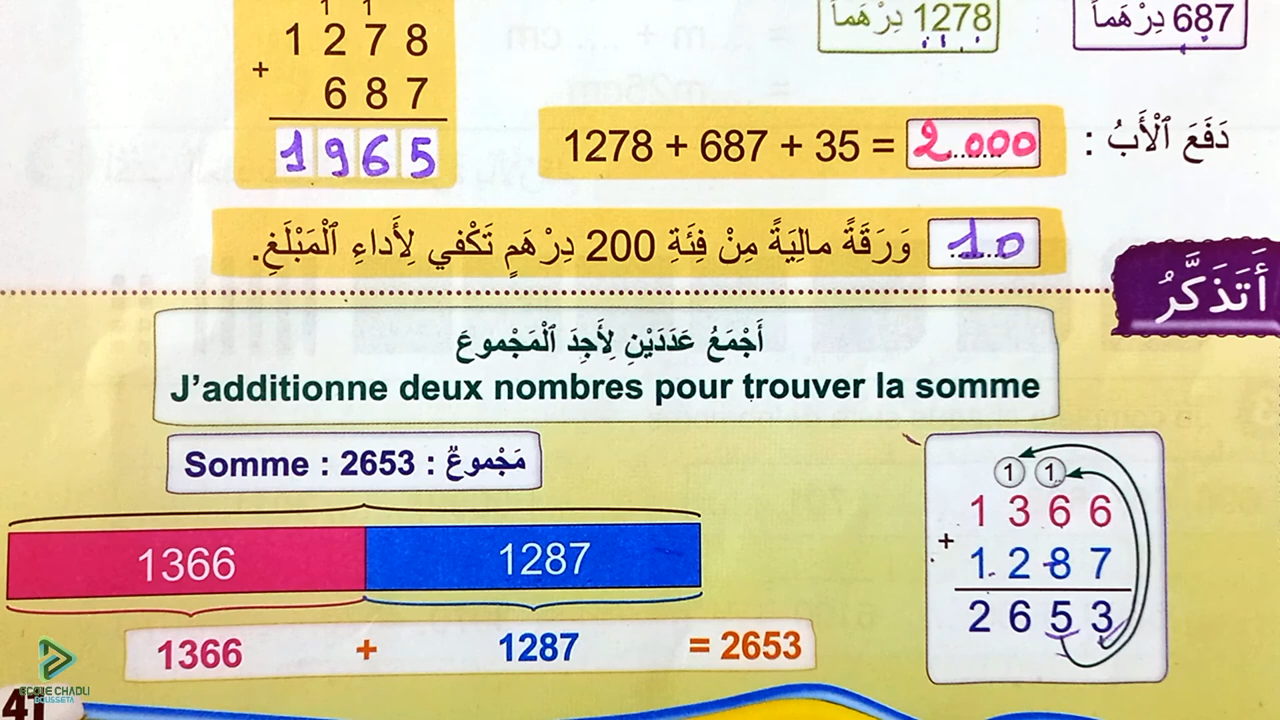 1 1
1 2 7 8
+
6 8 7
1 9 6 5
687 دِرْهَماً
1278 دِرْهَماً
دَفَعَ ٱلْأَبُ :
1278 + 687 + 35 = 2.000
10 وَرَقَةً مالِيَةً مِنْ فِئَةِ 200 دِرْهَمٍ تَكْفي لِأَداءِ ٱلْمَبْلَغِ.
أَتَذَكَّرُ
أَجْمَعُ عَدَدَيْنِ لِأَجِدَ ٱلْمَجْموعَ
J’additionne deux nombres pour trouver la somme
Somme : 2653 : مَجْموعٌ
1366 1287
1366 + 1287 = 2653
1 1
1 3 6 6
+
1 2 8 7
2 6 5 3
ECOLE CHADLI
BOUSSETA
41